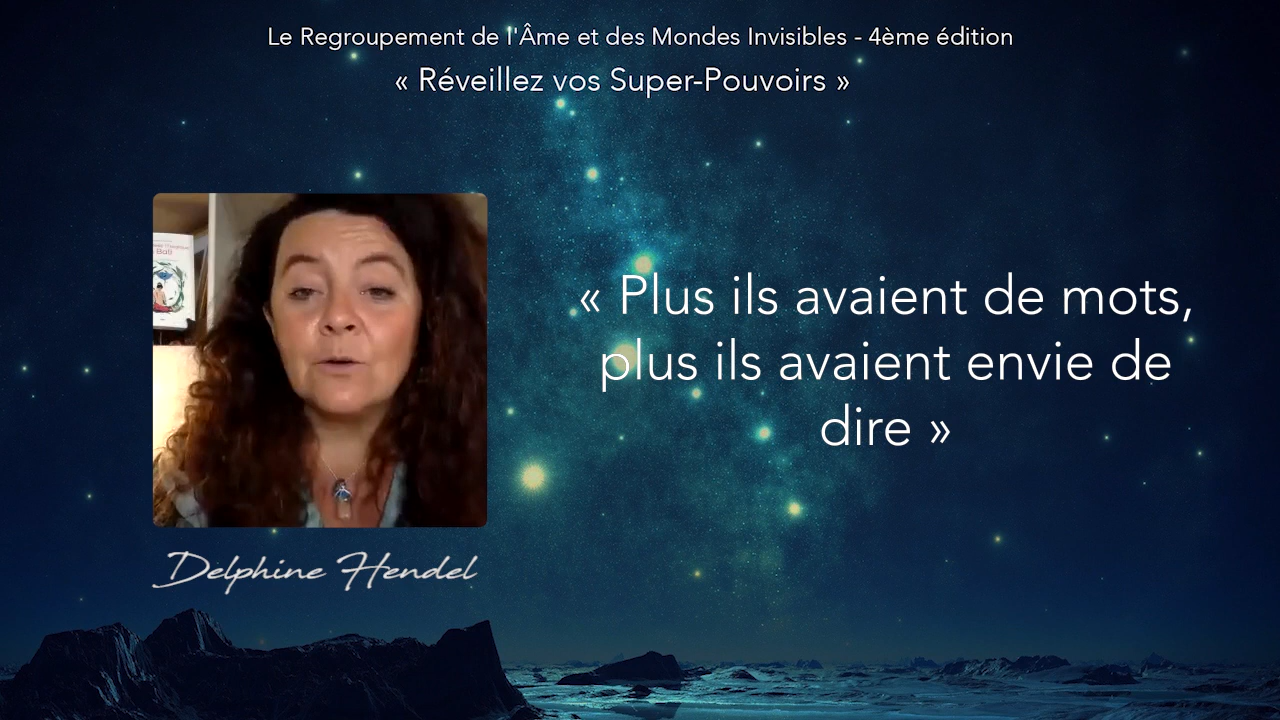 Le Regroupement de l'Âme et des Mondes Invisibles - 4ème édition
« Réveillez vos Super-Pouvoirs »
Bali
« Plus ils avaient de mots,
plus ils avaient envie de
dire »
Delphine Hendel